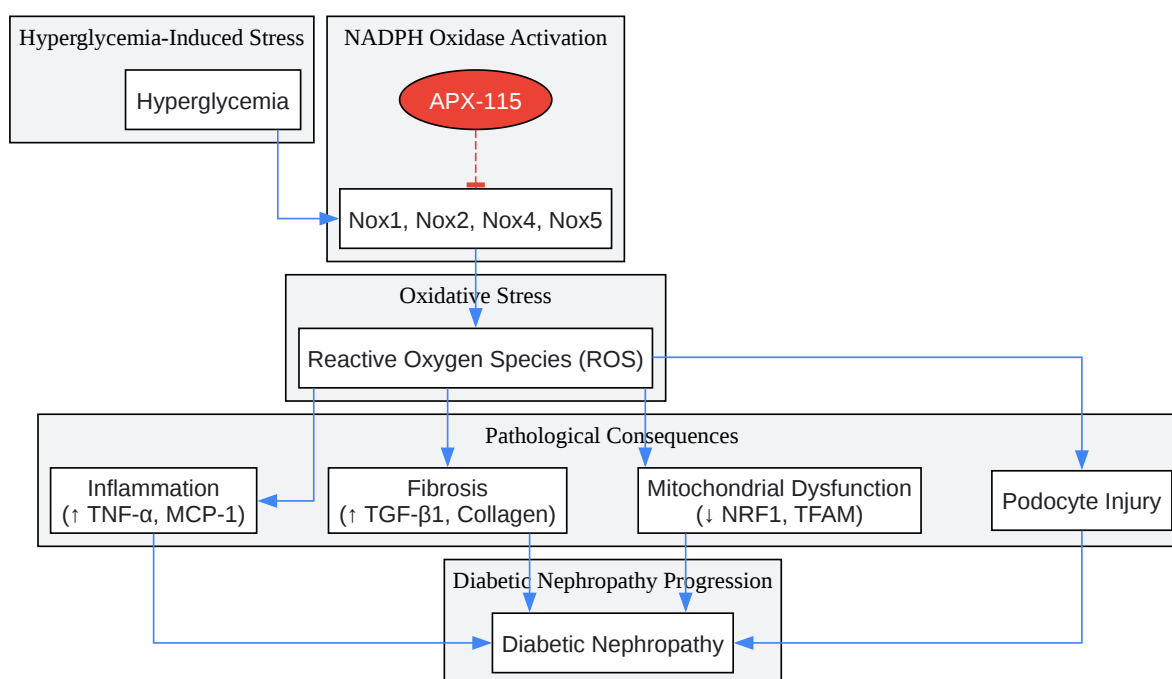 Hyperglycemia-Induced Stress
NADPH Oxidase Activation
Hyperglycemia
APX-115
Nox1, Nox2, Nox4, Nox5
Oxidative Stress
Reactive Oxygen Species (ROS)
Pathological Consequences
Inflammation
(↑ TNF-α, MCP-1)
Fibrosis
(↑ TGF-β1, Collagen)
Mitochondrial Dysfunction
(↓ NRF1, TFAM)
Podocyte Injury
Diabetic Nephropathy Progression
Diabetic Nephropathy